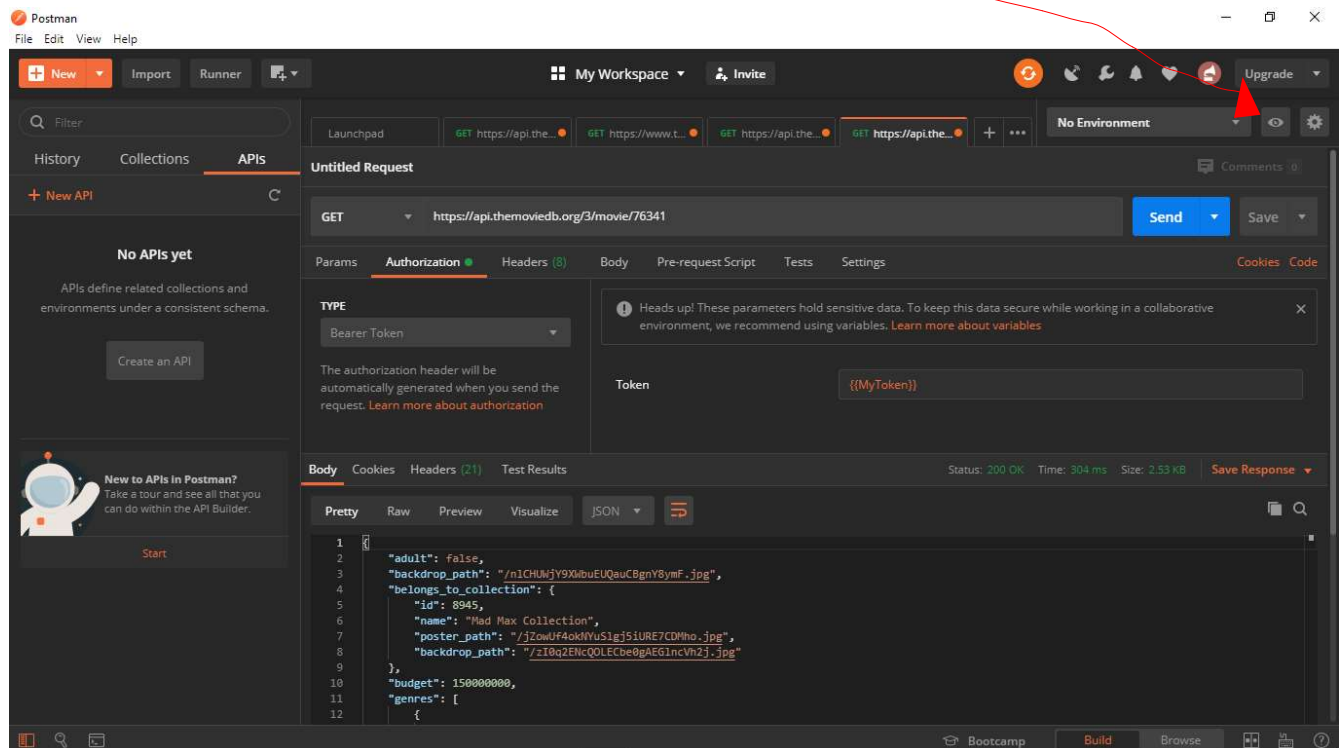 Postman
File Edit View Help
New Import Runner My Workspace Invite Upgrade
Filter
Launchpad GET https://api.the... GET https://www.t... GET https://api.the... GET https://api.the... No Environment
History Collections APIs
Untitled Request Comments 0
+ New API
GET https://api.themoviedb.org/3/movie/76341 Send Save
No APIs yet
APIs define related collections and
environments under a consistent schema.
Create an API
Params Authorization Headers (8) Body Pre-request Script Tests Settings Cookies Code
TYPE
Bearer Token
The authorization header will be
automatically generated when you send the
request. Learn more about authorization
Heads up! These parameters hold sensitive data. To keep this data secure while working in a collaborative
environment, we recommend using variables. Learn more about variables
Token {{MyToken}}
New to APIs in Postman?
Take a tour and see all that you
can do within the API Builder.
Start
Body Cookies Headers (21) Test Results Status: 200 OK Time: 304 ms Size: 2.53 KB Save Response
Pretty Raw Preview Visualize JSON
1 {
2 "adult": false,
3 "backdrop_path": "/nlCHUWjY9XWbuEUQauCBgnY8ymF.jpg",
4 "belongs_to_collection": {
5 "id": 8945,
6 "name": "Mad Max Collection",
7 "poster_path": "/jZowUf4okNYuSlgj5iURE7CDMho.jpg",
8 "backdrop_path": "/zI0q2ENcQOLECbe0gAEGlncVh2j.jpg"
9 },
10 "budget": 150000000,
11 "genres": [
12 {
Bootcamp Build Browse